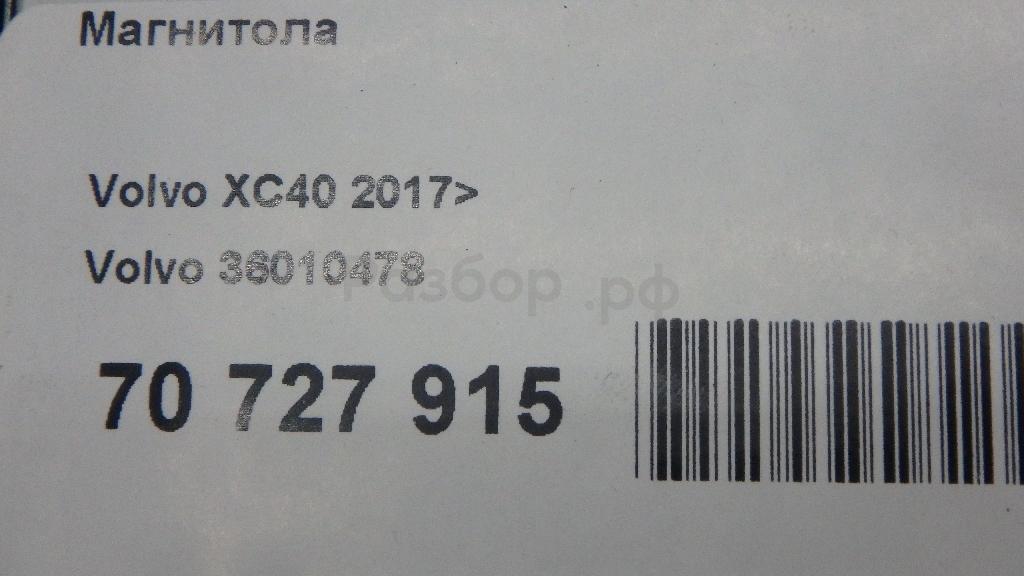 Магнитола
Volvo XC40 2017>
Volvo 36010478
Разбор.рф
70 727 915